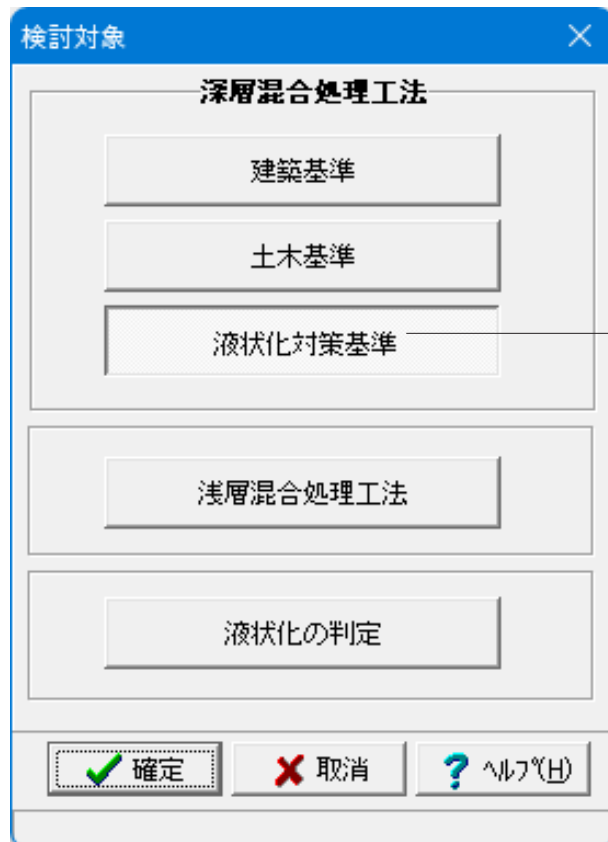 検討対象
深層混合処理工法
建築基準
土木基準
液状化対策基準
浅層混合処理工法
液状化の判定
確定 取消 ヘルプ(H)